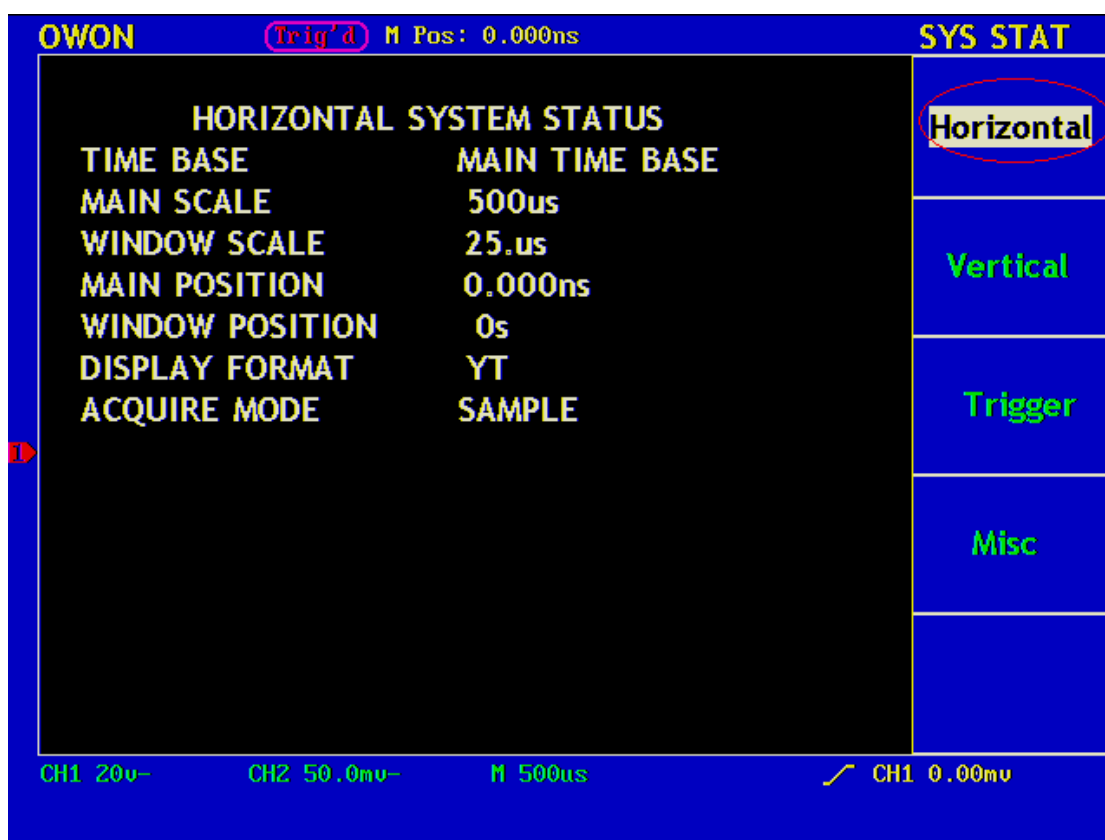 OWON Trig'd M Pos: 0.000ns SYS STAT
HORIZONTAL SYSTEM STATUS
TIME BASE MAIN TIME BASE
MAIN SCALE 500us
WINDOW SCALE 25.us
MAIN POSITION 0.000ns
WINDOW POSITION 0s
DISPLAY FORMAT YT
ACQUIRE MODE SAMPLE
1
Horizontal
Vertical
Trigger
Misc
CH1 20v- CH2 50.0mv- M 500us CH1 0.00mv